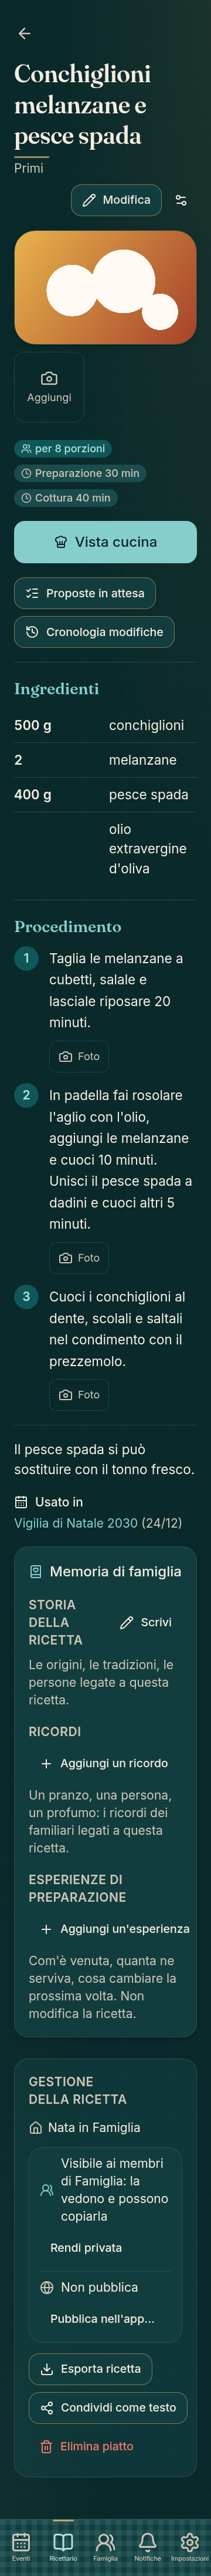 Conchiglioni
melanzane e
pesce spada
Primi
Modifica
Aggiungi
per 8 porzioni
Preparazione 30 min
Cottura 40 min
Vista cucina
Proposte in attesa
Cronologia modifiche
Ingredienti
500 g conchiglioni
2 melanzane
400 g pesce spada
olio
extravergine
d'oliva
Procedimento
1 Taglia le melanzane a
cubetti, salale e
lasciale riposare 20
minuti.
Foto
2 In padella fai rosolare
l'aglio con l'olio,
aggiungi le melanzane
e cuoci 10 minuti.
Unisci il pesce spada a
dadini e cuoci altri 5
minuti.
Foto
3 Cuoci i conchiglioni al
dente, scolali e saltali
nel condimento con il
prezzemolo.
Foto
Il pesce spada si può
sostituire con il tonno fresco.
Usato in
Vigilia di Natale 2030 (24/12)
Memoria di famiglia
STORIA
DELLA
RICETTA
Scrivi
Le origini, le tradizioni, le
persone legate a questa
ricetta.
RICORDI
Aggiungi un ricordo
Un pranzo, una persona,
un profumo: i ricordi dei
familiari legati a questa
ricetta.
ESPERIENZE DI
PREPARAZIONE
Aggiungi un'esperienza
Com'è venuta, quanta ne
serviva, cosa cambiare la
prossima volta. Non
modifica la ricetta.
GESTIONE
DELLA RICETTA
Nata in Famiglia
Visibile ai membri
di Famiglia: la
vedono e possono
copiarla
Rendi privata
Non pubblica
Pubblica nell'app...
Esporta ricetta
Condividi come testo
Elimina piatto
Eventi Ricettario Famiglia Notifiche Impostazioni